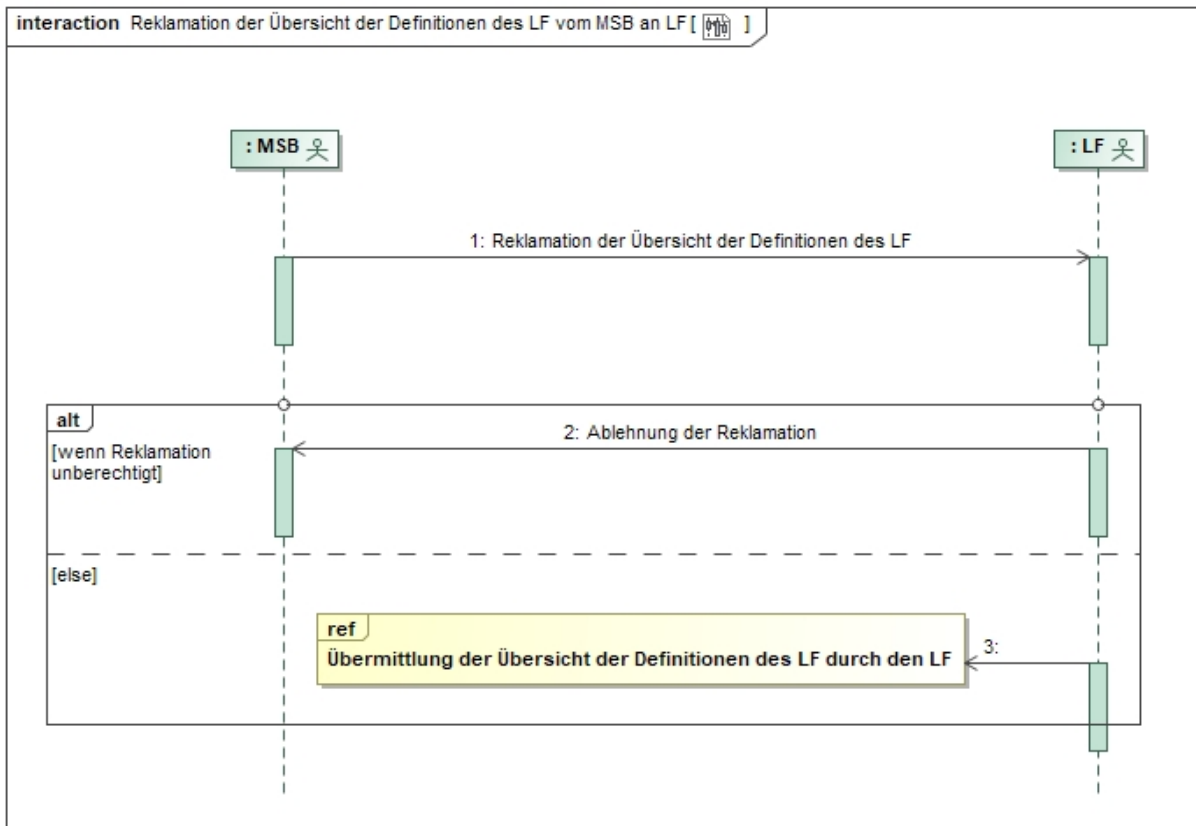 interaction Reklamation der Übersicht der Definitionen des LF vom MSB an LF [ ]
: MSB
: LF
1: Reklamation der Übersicht der Definitionen des LF
alt
2: Ablehnung der Reklamation
[wenn Reklamation
unberechtigt]
[else]
ref
3:
Übermittlung der Übersicht der Definitionen des LF durch den LF